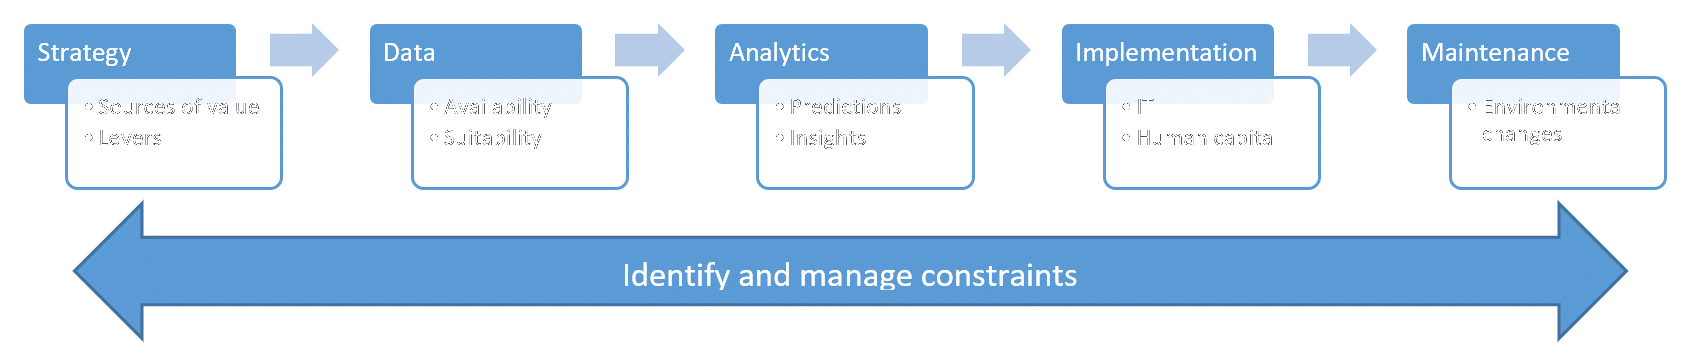 Strategy
• Sources of value
• Levers
Data
• Availability
• Suitability
Analytics
• Predictions
• Insights
Implementation
• IT
• Human capital
Maintenance
• Environmental
changes
Identify and manage constraints